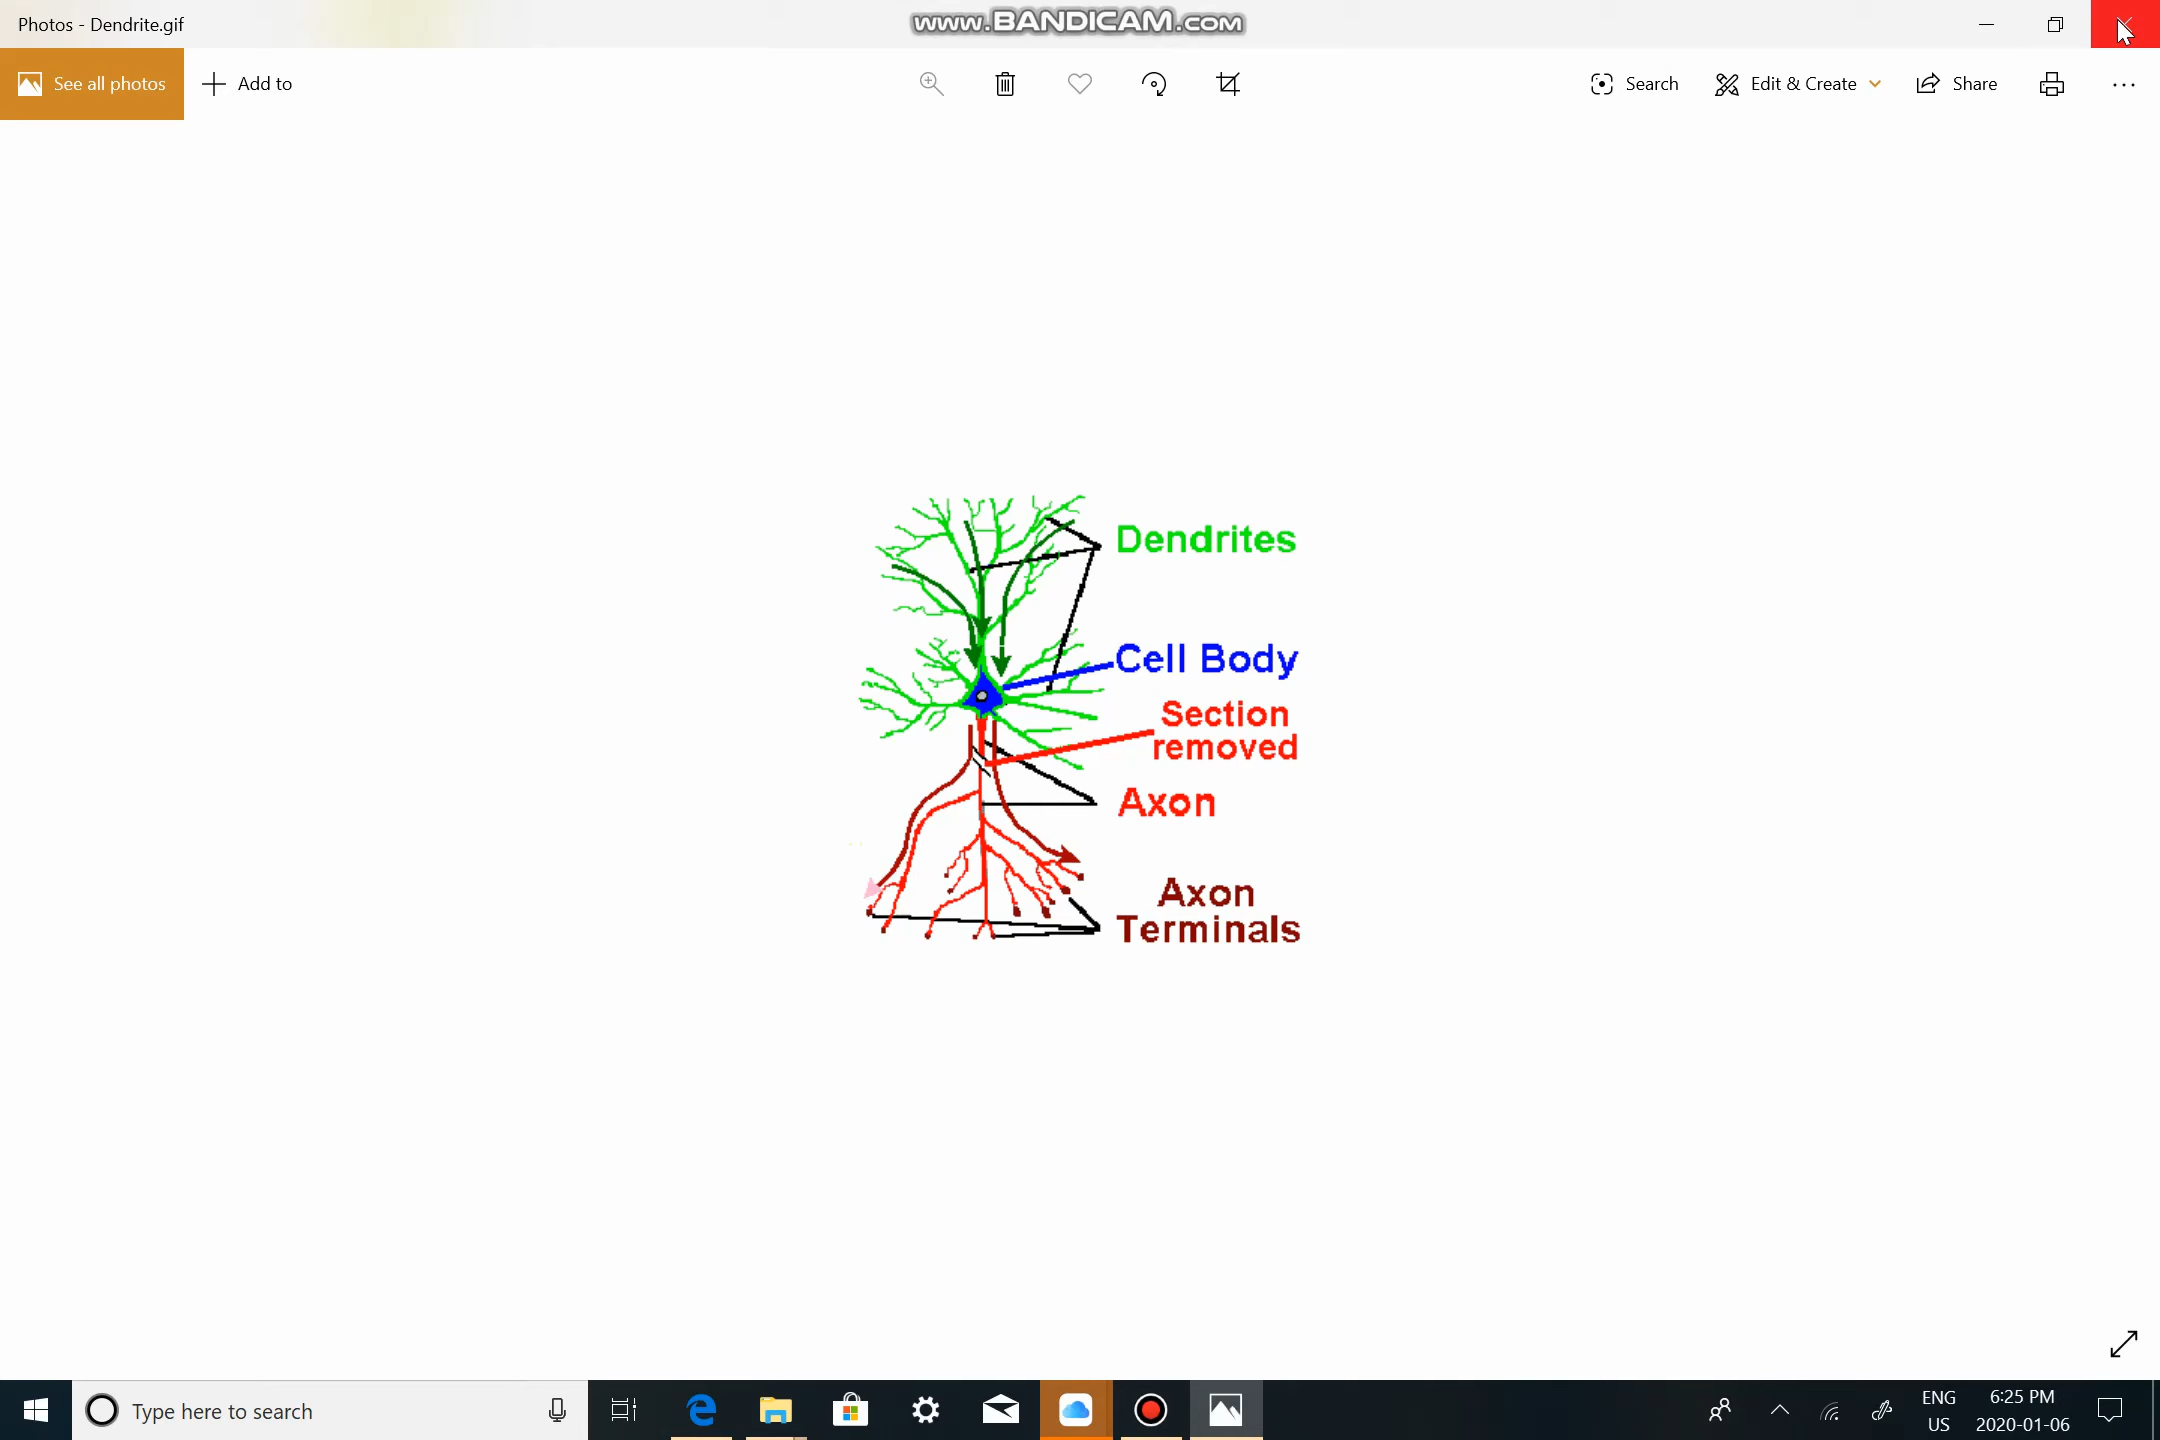 Photos - Dendrite.gif
www.BANDICAM.com
See all photos
Add to
Search
Edit & Create
Share
Dendrites
Cell Body
Section
removed
Axon
Axon
Terminals
Type here to search
ENG
US
6:25 PM
2020-01-06